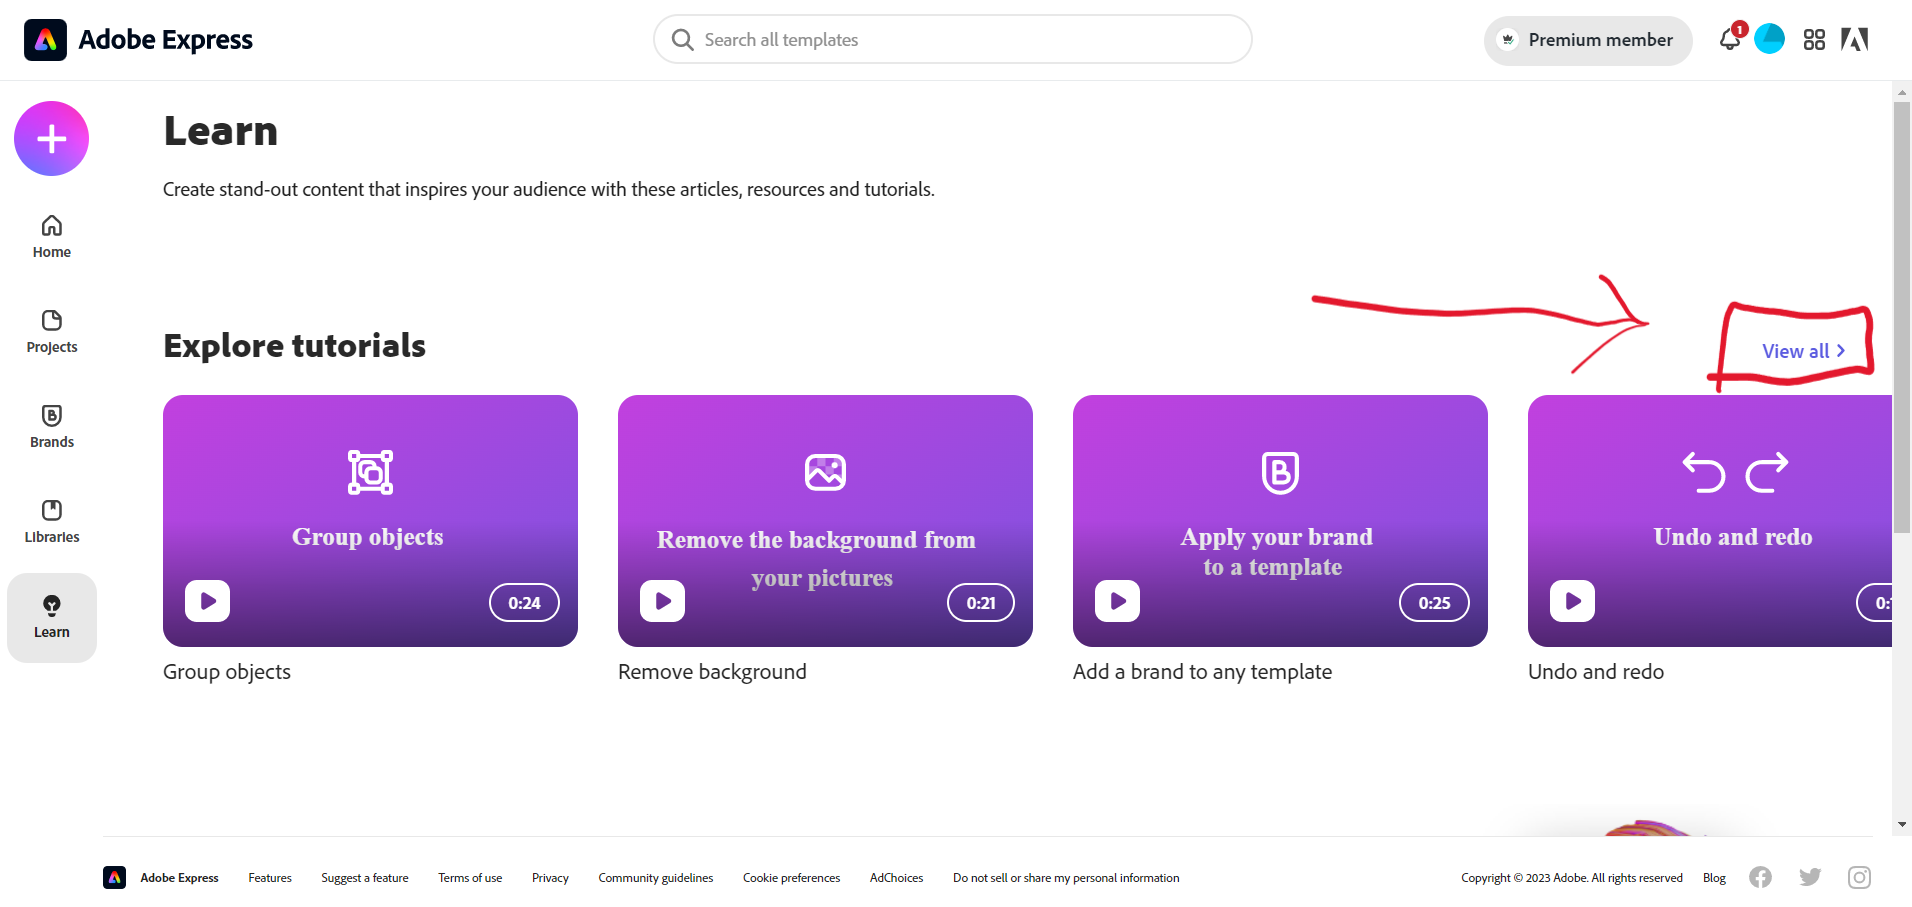 Adobe Express
Search all templates
Premium member
1
Learn
Create stand-out content that inspires your audience with these articles, resources and tutorials.
Home
Projects
Brands
Libraries
Learn
Explore tutorials
View all
Group objects
0:24
Group objects
Remove the background from
your pictures
0:21
Remove background
B
Apply your brand
to a template
0:25
Add a brand to any template
Undo and redo
Undo and redo
Adobe Express
Features
Suggest a feature
Terms of use
Privacy
Community guidelines
Cookie preferences
AdChoices
Do not sell or share my personal information
Copyright © 2023 Adobe. All rights reserved
Blog